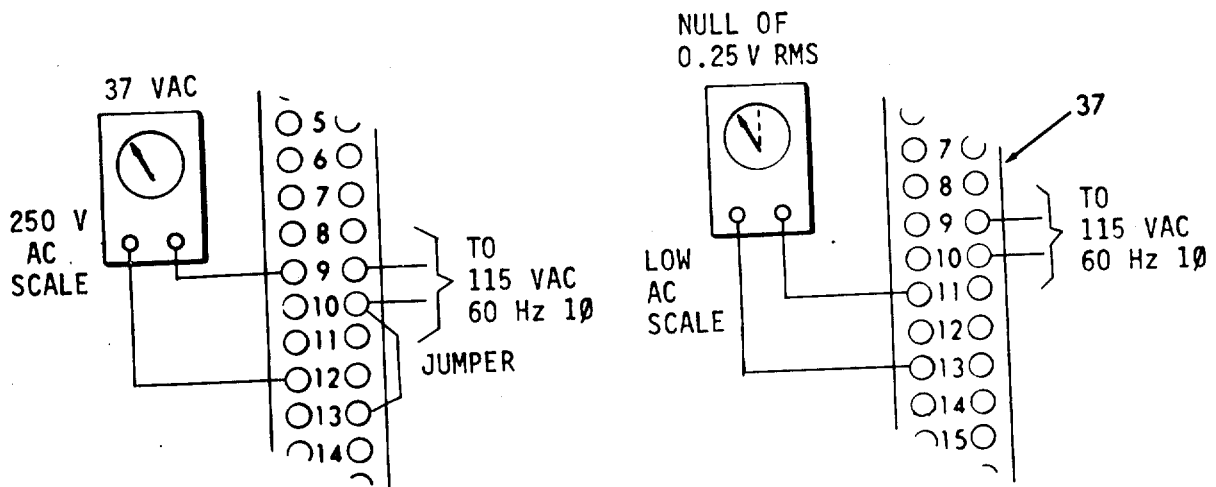 37 VAC
250 V
AC
SCALE
5
6
7
8
9
10
11
12
13
14
TO
115 VAC
60 Hz 1Ø
JUMPER
NULL OF
0.25 V RMS
LOW
AC
SCALE
7
8
9
10
11
12
13
14
15
37
TO
115 VAC
60 Hz 1Ø